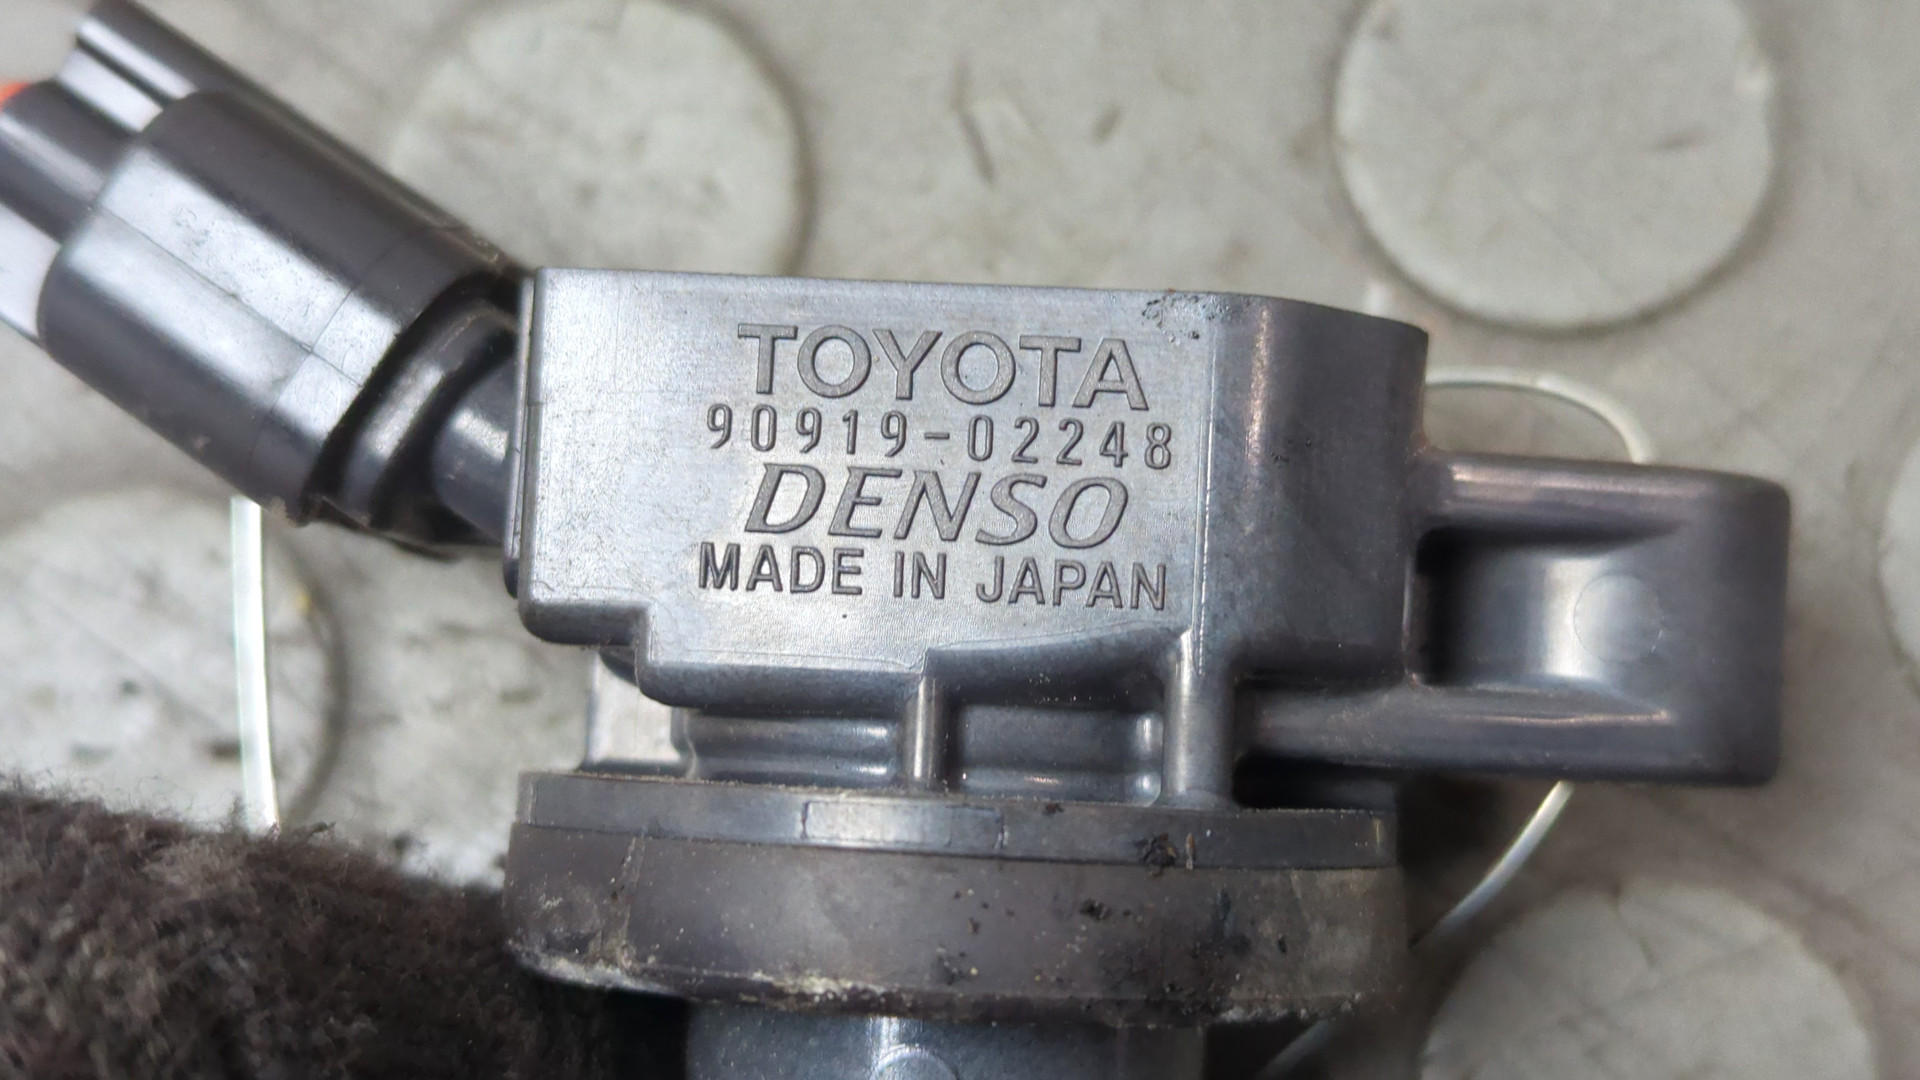 TOYOTA
90919-02248
DENSO
MADE IN JAPAN